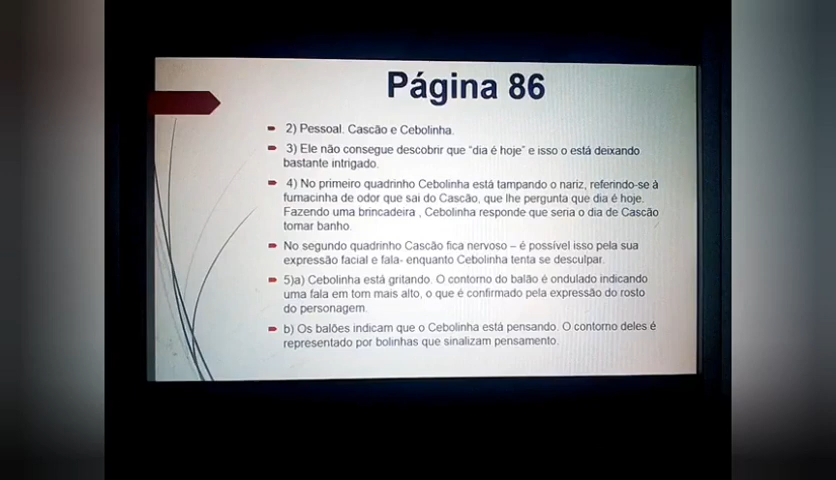 Página 86
2) Pessoal. Cascão e Cebolinha.
3) Ele não consegue descobrir que "dia é hoje" e isso o está deixando
bastante intrigado.
4) No primeiro quadrinho Cebolinha está tampando o nariz, referindo-se à
fumacinha de odor que sai do Cascão, que lhe pergunta que dia é hoje.
Fazendo uma brincadeira , Cebolinha responde que seria o dia de Cascão
tomar banho.
No segundo quadrinho Cascão fica nervoso – é possível isso pela sua
expressão facial e fala- enquanto Cebolinha tenta se desculpar.
5)a) Cebolinha está gritando. O contorno do balão é ondulado indicando
uma fala em tom mais alto, o que é confirmado pela expressão do rosto
do personagem.
b) Os balões indicam que o Cebolinha está pensando. O contorno deles é
representado por bolinhas que sinalizam pensamento.